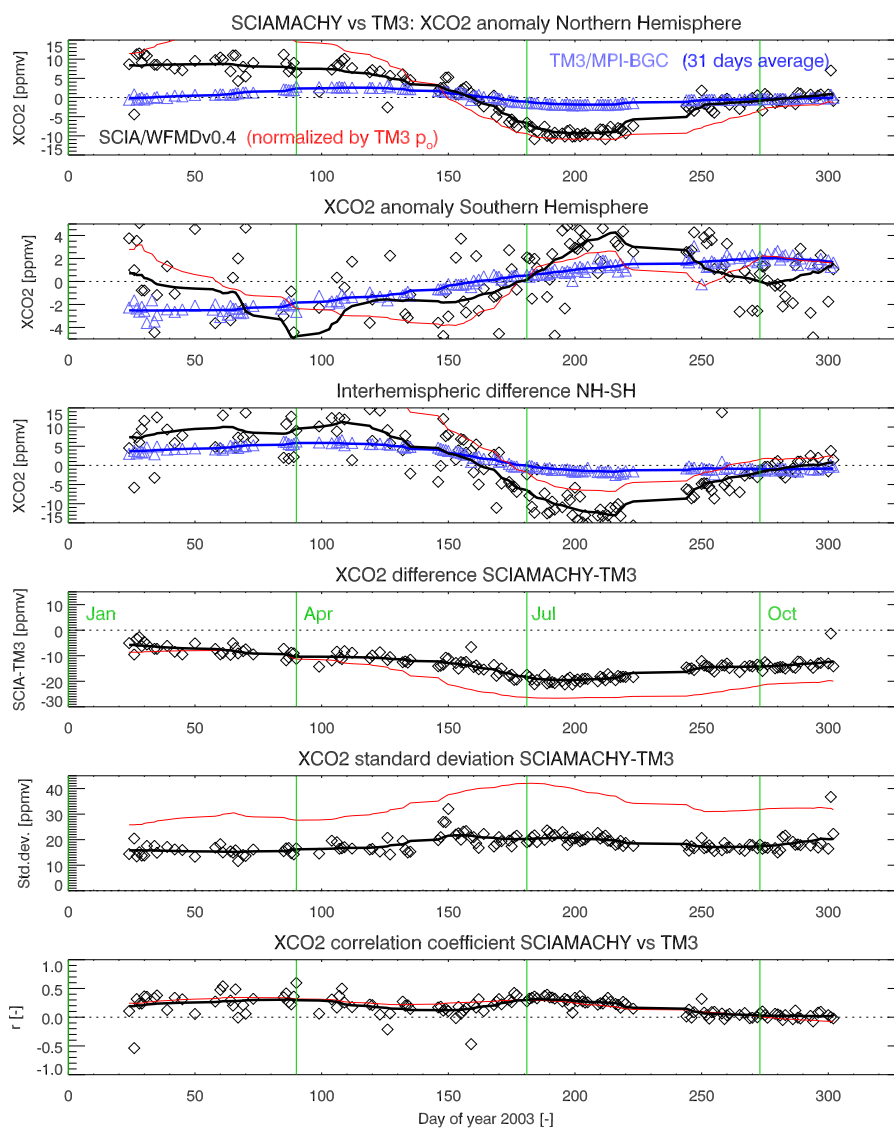 SCIAMACHY vs TM3: XCO2 anomaly Northern Hemisphere
XCO2 [ppmv]
15
10
5
0
-5
-10
15
TM3/MPI-BGC (31 days average)
SCIA/WFMDv0.4 (normalized by TM3 po)
0 50 100 150 200 250 300
XCO2 anomaly Southern Hemisphere
XCO2 [ppmv]
4
2
0
-2
-4
0 50 100 150 200 250 300
Interhemispheric difference NH-SH
XCO2 [ppmv]
15
10
5
0
-5
-10
-15
0 50 100 150 200 250 300
XCO2 difference SCIAMACHY-TM3
SCIA-TM3 [ppmv]
10
0
-10
-20
-30
Jan Apr Jul Oct
0 50 100 150 200 250 300
XCO2 standard deviation SCIAMACHY-TM3
Std.dev. [ppmv]
40
30
20
10
0
0 50 100 150 200 250 300
XCO2 correlation coefficient SCIAMACHY vs TM3
r [-]
1.0
0.5
0.0
-0.5
-1.0
0 50 100 150 200 250 300
Day of year 2003 [-]